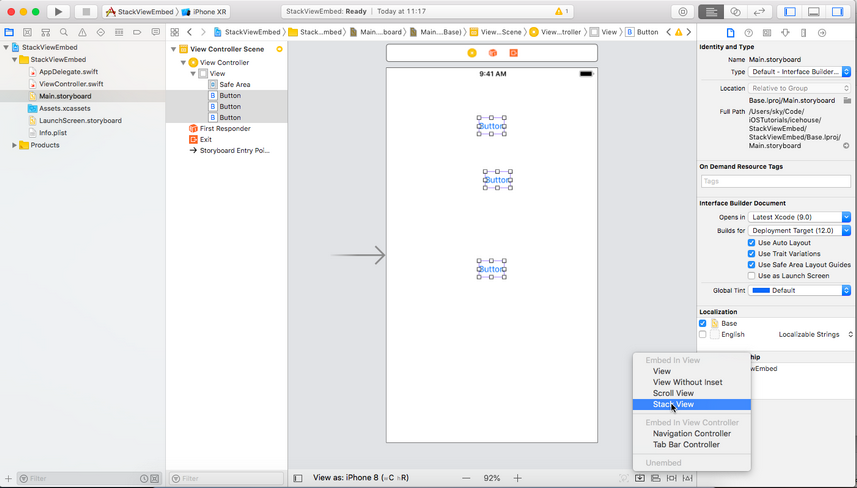 StackViewEmbed
iPhone XR
StackViewEmbed: Ready | Today at 11:17
1
StackViewEmbed
Stack...mbed
Main....board
Main....Base)
View...Scene
View...troller
View
Button
StackViewEmbed
StackViewEmbed
AppDelegate.swift
ViewController.swift
Main.storyboard
Assets.xcassets
LaunchScreen.storyboard
Info.plist
Products
Filter
View Controller Scene
View Controller
View
Safe Area
Button
Button
Button
First Responder
Exit
Storyboard Entry Poi...
Filter
9:41 AM
Button
Button
Button
View as: iPhone 8 (wC hR)
92%
Embed In View
View
View Without Inset
Scroll View
Stack View
Embed In View Controller
Navigation Controller
Tab Bar Controller
Unembed
Identity and Type
Name Main.storyboard
Type Default - Interface Builder...
Location Relative to Group
Base.lproj/Main.storyboard
Full Path /Users/sky/Code/
iOSTutorials/icehouse/
StackViewEmbed/
StackViewEmbed/Base.lproj/
Main.storyboard
On Demand Resource Tags
Tags
Interface Builder Document
Opens in Latest Xcode (9.0)
Builds for Deployment Target (12.0)
Use Auto Layout
Use Trait Variations
Use Safe Area Layout Guides
Use as Launch Screen
Global Tint Default
Localization
Base
English Localizable Strings